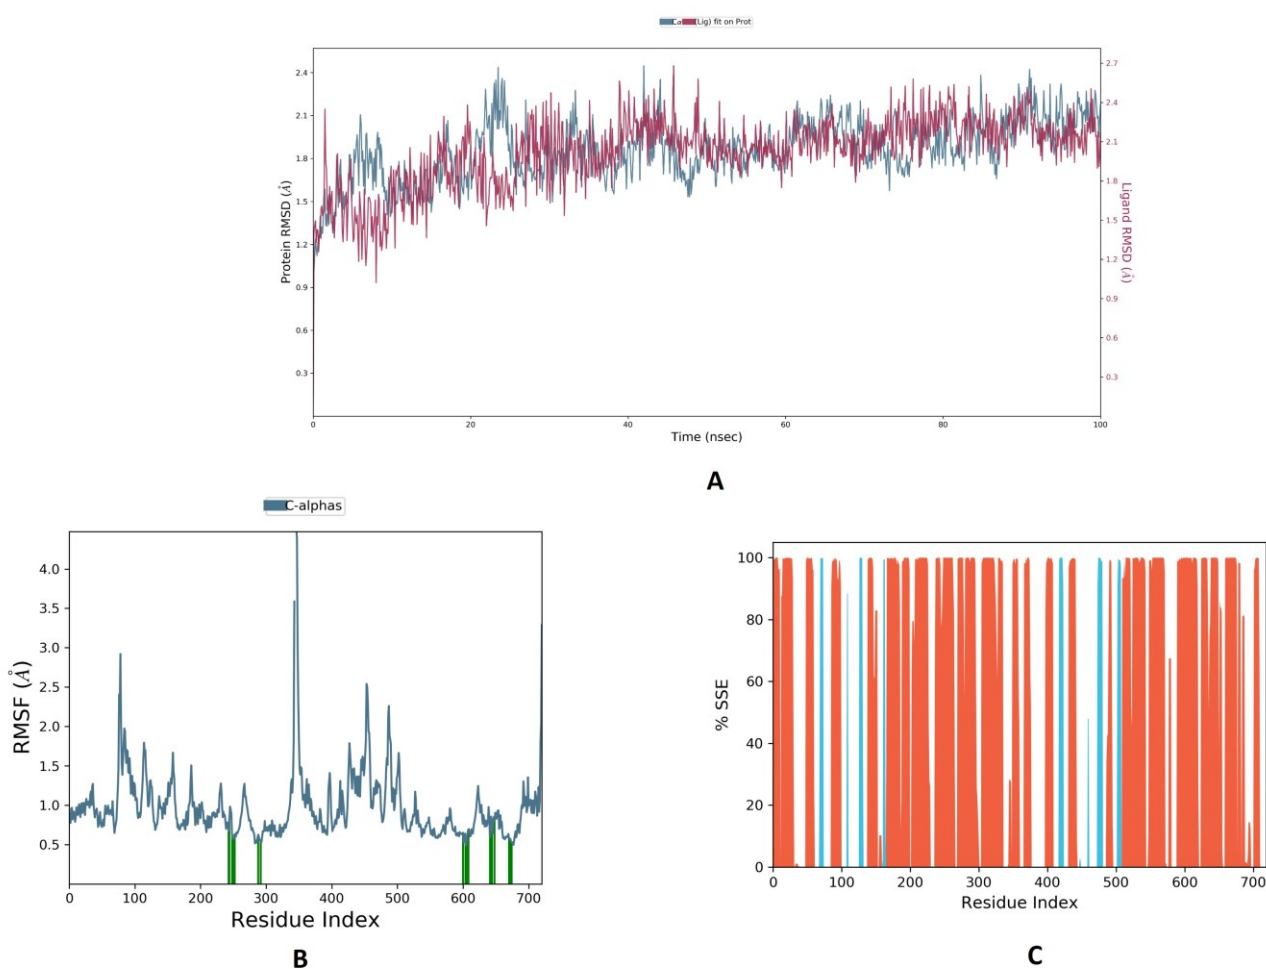 Cα (Lig) fit on Prot
2.4
2.1
1.8
1.5
1.2
0.9
0.6
0.3
Protein RMSD (Å)
2.7
2.4
2.1
1.8
1.5
1.2
0.9
0.6
0.3
Ligand RMSD (Å)
0 20 40 60 80 100
Time (nsec)
A
C-alphas
4.0
3.5
3.0
2.5
2.0
1.5
1.0
0.5
RMSF (Å)
0 100 200 300 400 500 600 700
Residue Index
B
100
80
60
40
20
0
% SSE
0 100 200 300 400 500 600 700
Residue Index
C